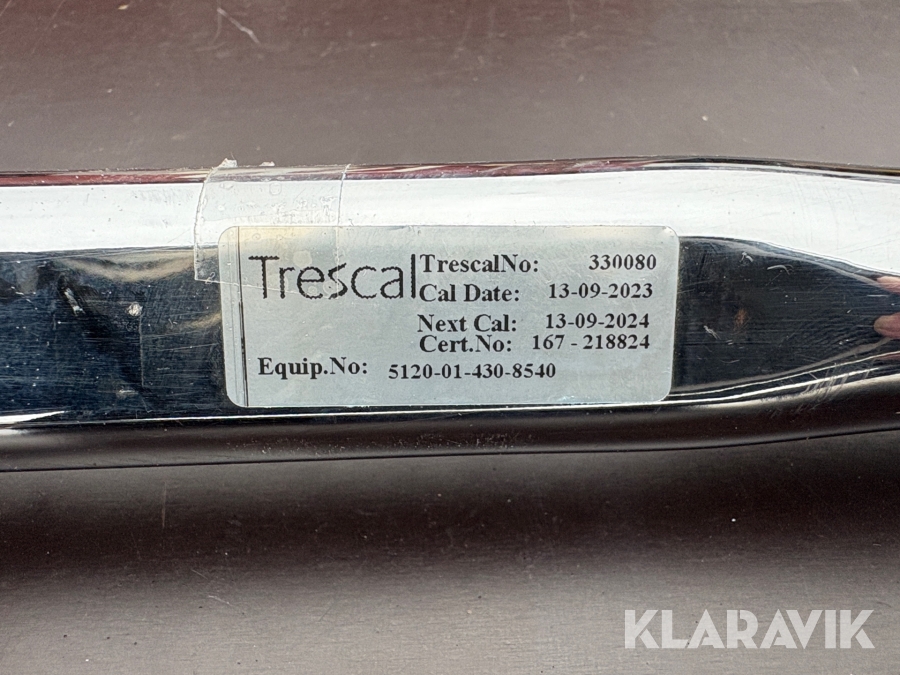 Trescal TrescalNo: 330080
Cal Date: 13-09-2023
Next Cal: 13-09-2024
Cert.No: 167 - 218824
Equip.No: 5120-01-430-8540
KLARAVIK